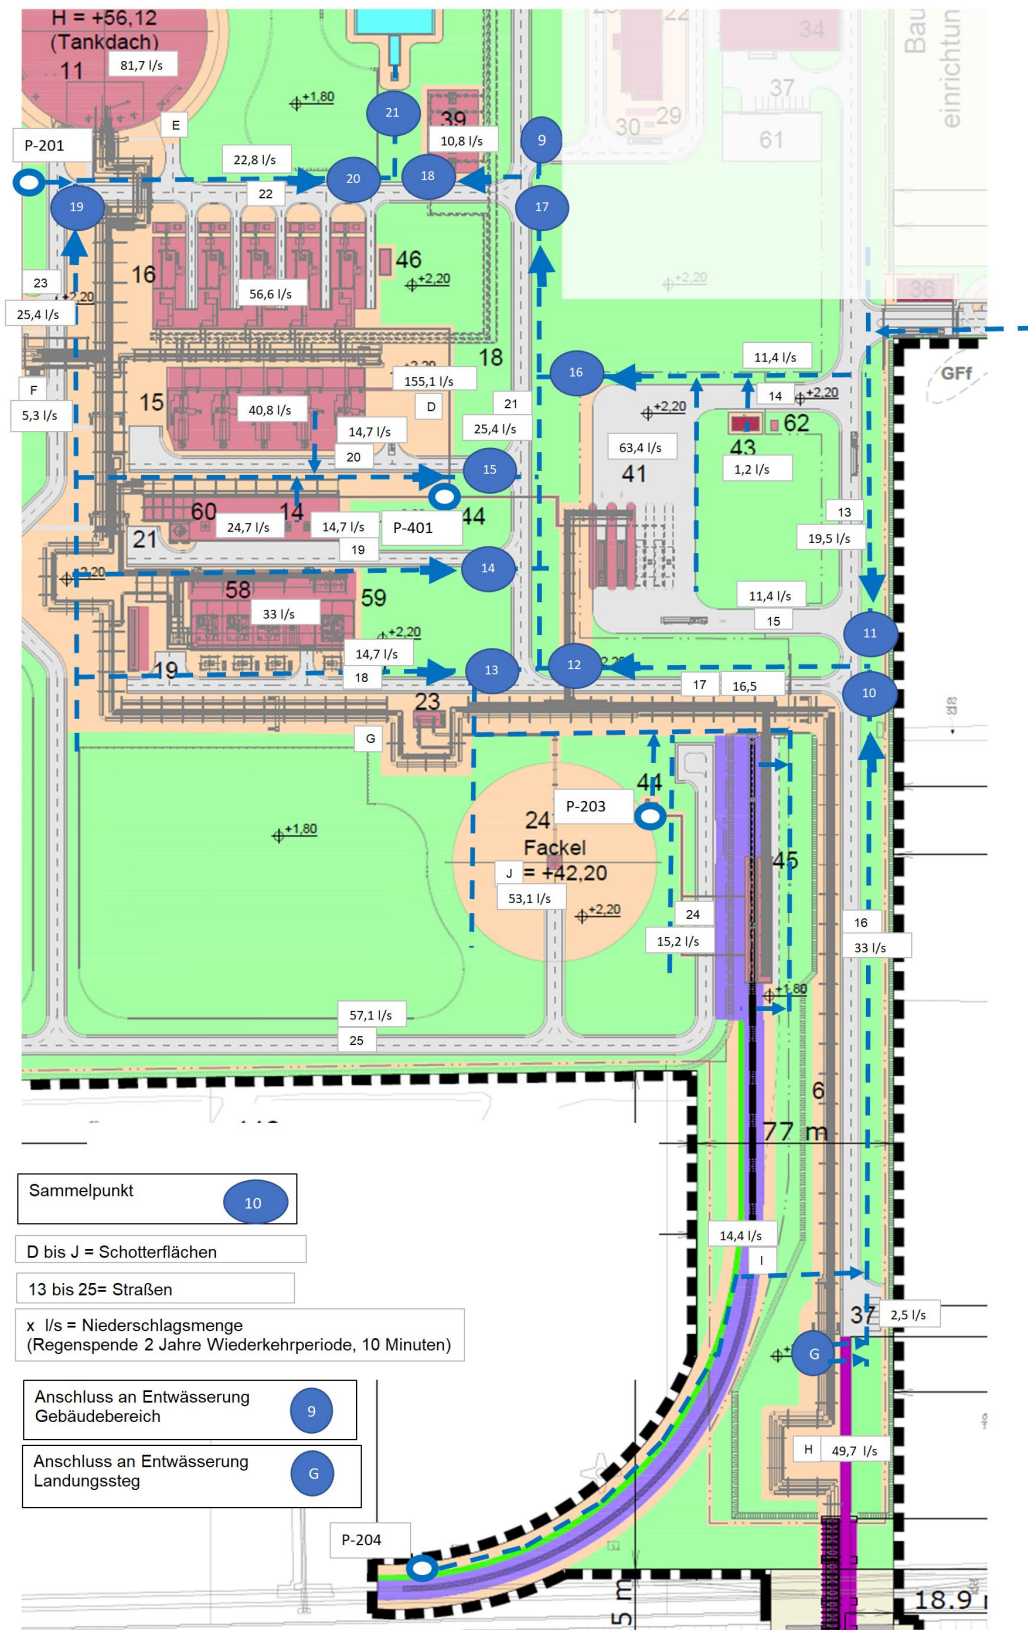 H = +56,12
(Tankdach)
81,7 l/s
11
22
34
Bau
einrichtun
37
29
30
61
+1,80
21
39
10,8 l/s
E
P-201
22,8 l/s
9
20
18
22
19
17
23
+2,20
25,4 l/s
16
46
+2,20
56,6 l/s
+2,20
36
18
+2,20
155,1 l/s
D
F
5,3 l/s
15
40,8 l/s
14,7 l/s
20
21
25,4 l/s
16
11,4 l/s
14
+2,20
+2,20
GFf
62
43
63,4 l/s
41
1,2 l/s
15
60
14
24,7 l/s
14,7 l/s
P-401
44
19
21
13
19,5 l/s
+2,20
14
58
59
33 l/s
11,4 l/s
15
+2,20
14,7 l/s
18
19
13
12
2,20
11
17
16,5
10
23
G
+1,80
44
P-203
24
Fackel
J = +42,20
53,1 l/s
+2,20
45
24
15,2 l/s
16
33 l/s
+1,80
57,1 l/s
25
6
77 m
Sammelpunkt
10
D bis J = Schotterflächen
13 bis 25= Straßen
x l/s = Niederschlagsmenge
(Regenspende 2 Jahre Wiederkehrperiode, 10 Minuten)
Anschluss an Entwässerung
Gebäudebereich
9
Anschluss an Entwässerung
Landungssteg
G
14,4 l/s
I
37
2,5 l/s
G
H
49,7 l/s
P-204
5 m
18.9